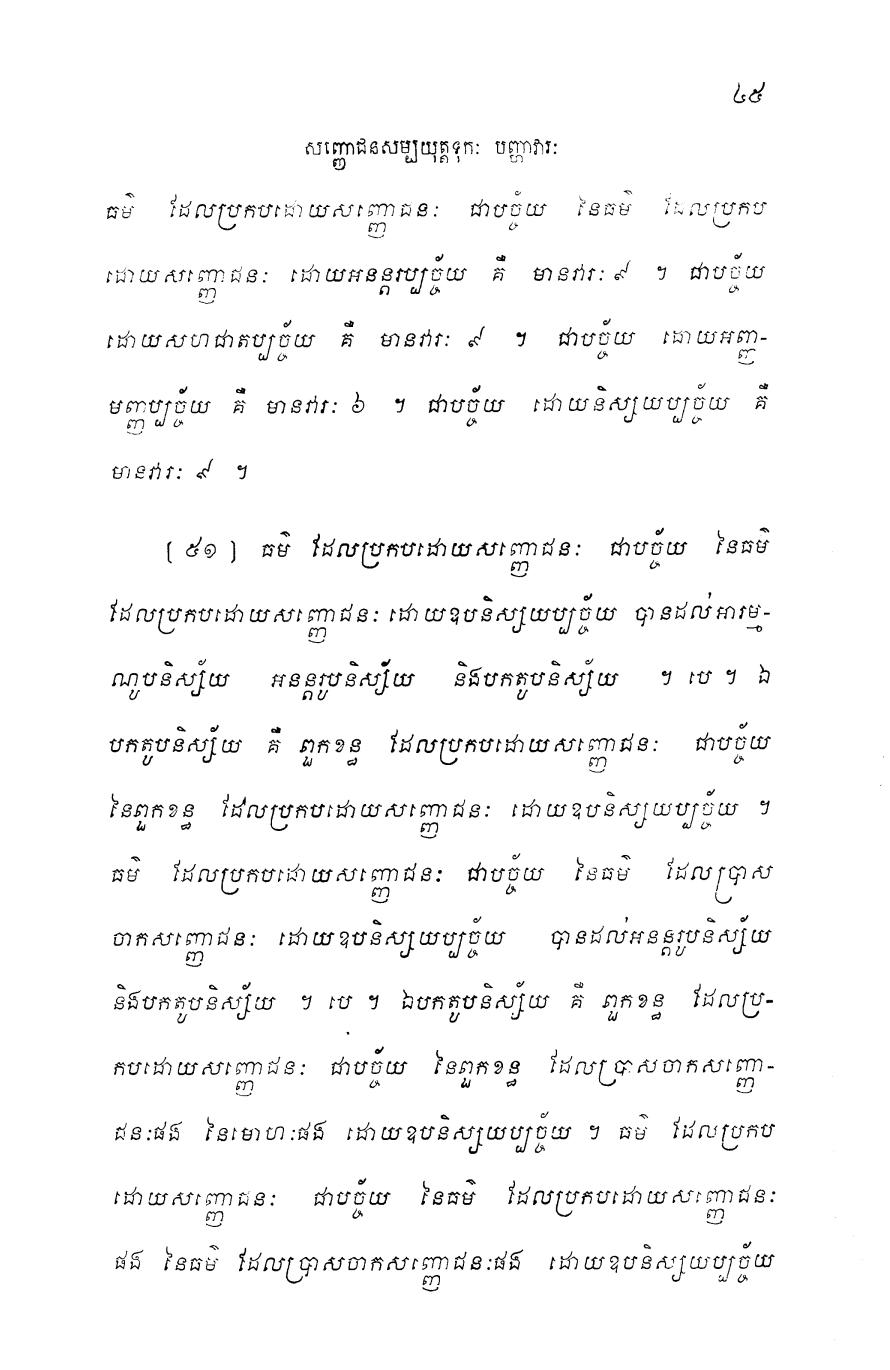 ៤៥
សញ្ញោជនសម្បយុត្តទុកៈ បញ្ហាវារៈ
ធម៌ ដែលប្រកបដោយសញ្ញោជនៈ ជាបច្ច័យ នៃធម៌ ដែលប្រកប
ដោយសញ្ញោជនៈ ដោយអនន្តរប្បច្ច័យ គឺ មានវារៈ ៩ ។ ជាបច្ច័យ
ដោយសហជាតប្បច្ច័យ គឺ មានវារៈ ៩ ។ ជាបច្ច័យ ដោយអញ្ញ-
មញ្ញប្បច្ច័យ គឺ មានវារៈ ៦ ។ ជាបច្ច័យ ដោយនិស្សយប្បច្ច័យ គឺ
មានវារៈ ៩ ។
[ ៥១ ] ធម៌ ដែលប្រកបដោយសញ្ញោជនៈ ជាបច្ច័យ នៃធម៌
ដែលប្រកបដោយសញ្ញោជនៈ ដោយឧបនិស្សយប្បច្ច័យ បានដល់អារម្ម-
ណូបនិស្ស័យ អនន្តរូបនិស្ស័យ និងបកតូបនិស្ស័យ ។ បេ ។ ឯ
បកតូបនិស្ស័យ គឺ ពួកខន្ធ ដែលប្រកបដោយសញ្ញោជនៈ ជាបច្ច័យ
នៃពួកខន្ធ ដែលប្រកបដោយសញ្ញោជនៈ ដោយឧបនិស្សយប្បច្ច័យ ។
ធម៌ ដែលប្រកបដោយសញ្ញោជនៈ ជាបច្ច័យ នៃធម៌ ដែលប្រាស
ចាកសញ្ញោជនៈ ដោយឧបនិស្សយប្បច្ច័យ បានដល់អនន្តរូបនិស្ស័យ
និងបកតូបនិស្ស័យ ។ បេ ។ ឯបកតូបនិស្ស័យ គឺ ពួកខន្ធ ដែលប្រ-
កបដោយសញ្ញោជនៈ ជាបច្ច័យ នៃពួកខន្ធ ដែលប្រាសចាកសញ្ញោ-
ជនៈផង នៃមោហៈផង ដោយឧបនិស្សយប្បច្ច័យ ។ ធម៌ ដែលប្រកប
ដោយសញ្ញោជនៈ ជាបច្ច័យ នៃធម៌ ដែលប្រកបដោយសញ្ញោជនៈ
ផង នៃធម៌ ដែលប្រាសចាកសញ្ញោជនៈផង ដោយឧបនិស្សយប្បច្ច័យ